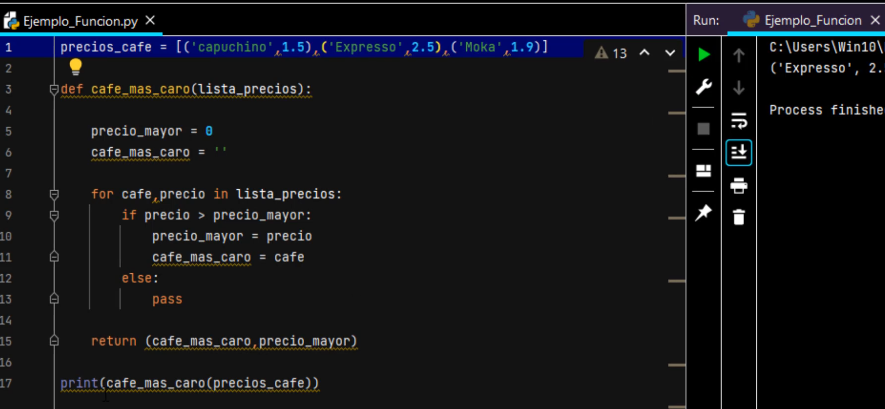 Ejemplo_Funcion.py
Run: Ejemplo_Funcion
1 precios_cafe = [('capuchino',1.5),('Expresso',2.5),('Moka',1.9)]
13
2
3 def cafe_mas_caro(lista_precios):
4
5 precio_mayor = 0
6 cafe_mas_caro = ''
7
8 for cafe,precio in lista_precios:
9 if precio > precio_mayor:
10 precio_mayor = precio
11 cafe_mas_caro = cafe
12 else:
13 pass
14
15 return (cafe_mas_caro,precio_mayor)
16
17 print(cafe_mas_caro(precios_cafe))
C:\Users\Win10\
('Expresso', 2.
Process finishe